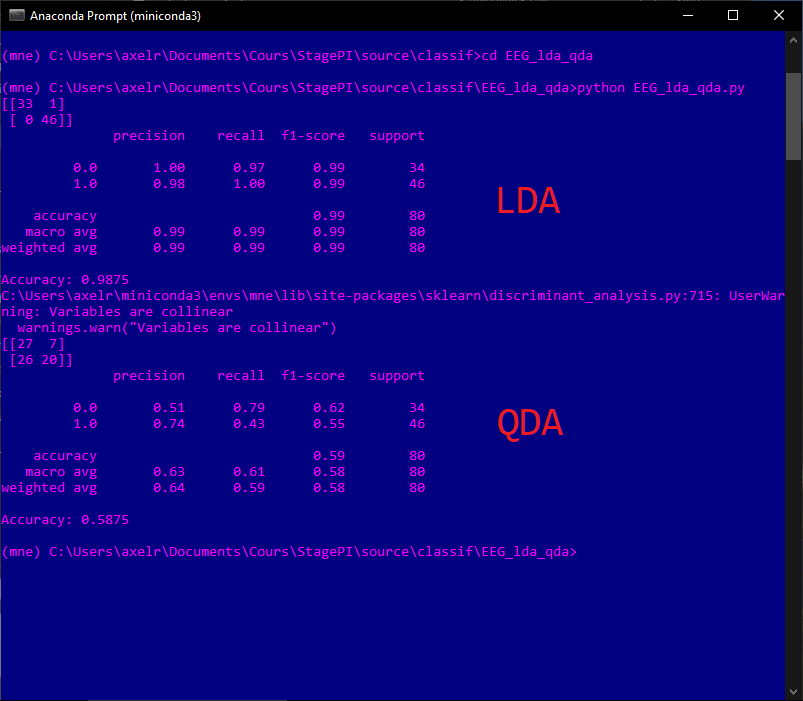 Anaconda Prompt (miniconda3)
(mne) C:\Users\axelr\Documents\Cours\StagePI\source\classif>cd EEG_lda_qda
(mne) C:\Users\axelr\Documents\Cours\StagePI\source\classif\EEG_lda_qda>python EEG_lda_qda.py
[[33  1]
 [ 0 46]]
              precision    recall  f1-score   support
         0.0       1.00      0.97      0.99        34
         1.0       0.98      1.00      0.99        46
    accuracy                           0.99        80
   macro avg       0.99      0.99      0.99        80
weighted avg       0.99      0.99      0.99        80
LDA
Accuracy: 0.9875
C:\Users\axelr\miniconda3\envs\mne\lib\site-packages\sklearn\discriminant_analysis.py:715: UserWar
ning: Variables are collinear
  warnings.warn("Variables are collinear")
[[27  7]
 [26 20]]
              precision    recall  f1-score   support
         0.0       0.51      0.79      0.62        34
         1.0       0.74      0.43      0.55        46
    accuracy                           0.59        80
   macro avg       0.63      0.61      0.58        80
weighted avg       0.64      0.59      0.58        80
QDA
Accuracy: 0.5875
(mne) C:\Users\axelr\Documents\Cours\StagePI\source\classif\EEG_lda_qda>